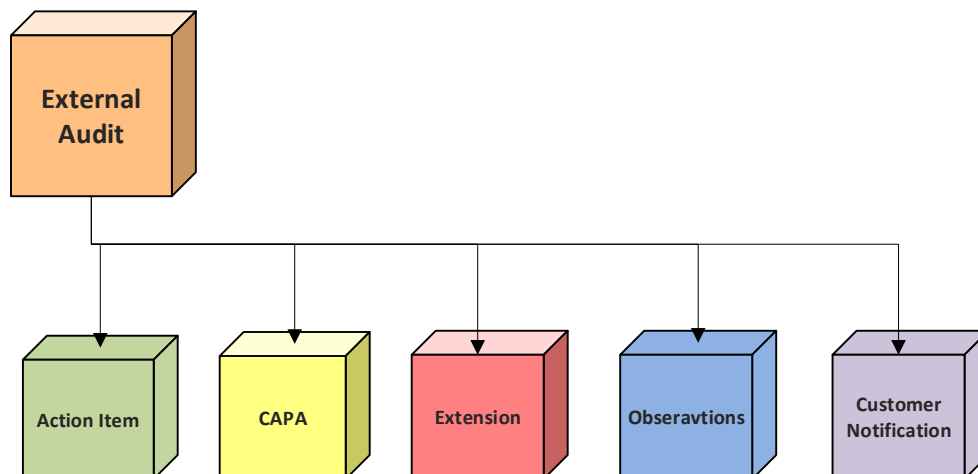 External
Audit
Action Item
CAPA
Extension
Obseravtions
Customer
Notification